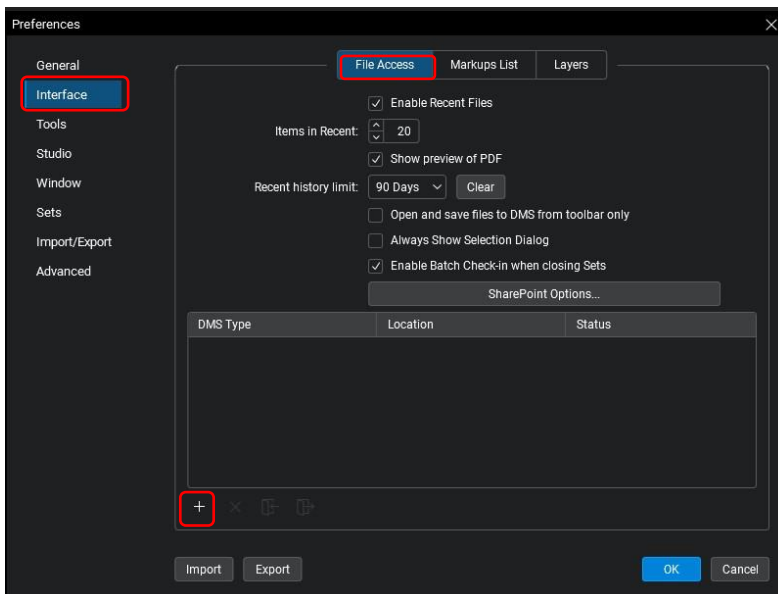 Preferences
General
Interface
Tools
Studio
Window
Sets
Import/Export
Advanced
File Access Markups List Layers
Enable Recent Files
Items in Recent: 20
Show preview of PDF
Recent history limit: 90 Days Clear
Open and save files to DMS from toolbar only
Always Show Selection Dialog
Enable Batch Check-in when closing Sets
SharePoint Options...
DMS Type Location Status
Import Export OK Cancel